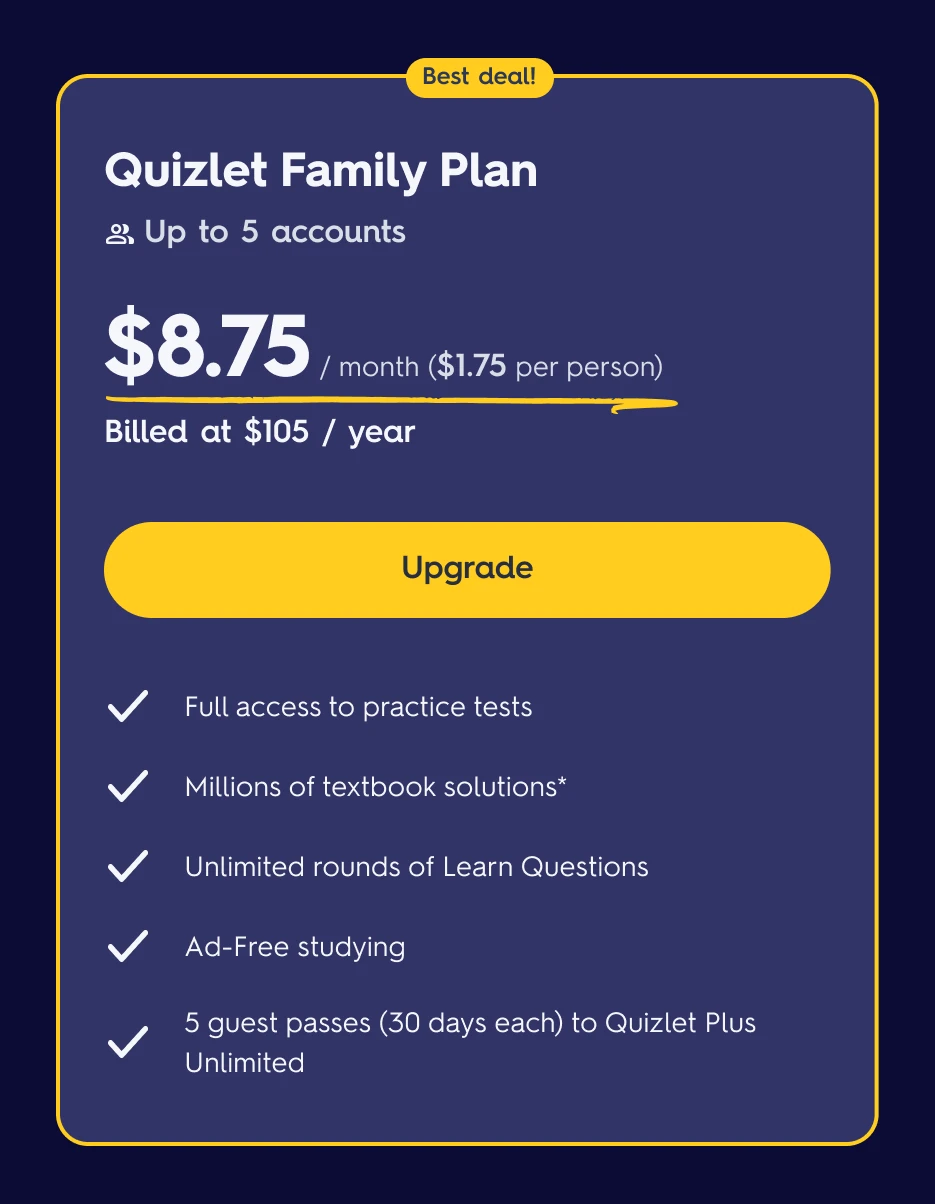 Best deal!
Quizlet Family Plan
Up to 5 accounts
$8.75 / month ($1.75 per person)
Billed at $105 / year
Upgrade
Full access to practice tests
Millions of textbook solutions*
Unlimited rounds of Learn Questions
Ad-Free studying
5 guest passes (30 days each) to Quizlet Plus
Unlimited